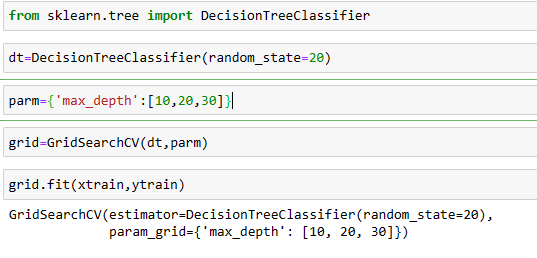 from sklearn.tree import DecisionTreeClassifier
dt=DecisionTreeClassifier(random_state=20)
parm={'max_depth':[10,20,30]}
grid=GridSearchCV(dt,parm)
grid.fit(xtrain,ytrain)
GridSearchCV(estimator=DecisionTreeClassifier(random_state=20),
             param_grid={'max_depth': [10, 20, 30]})